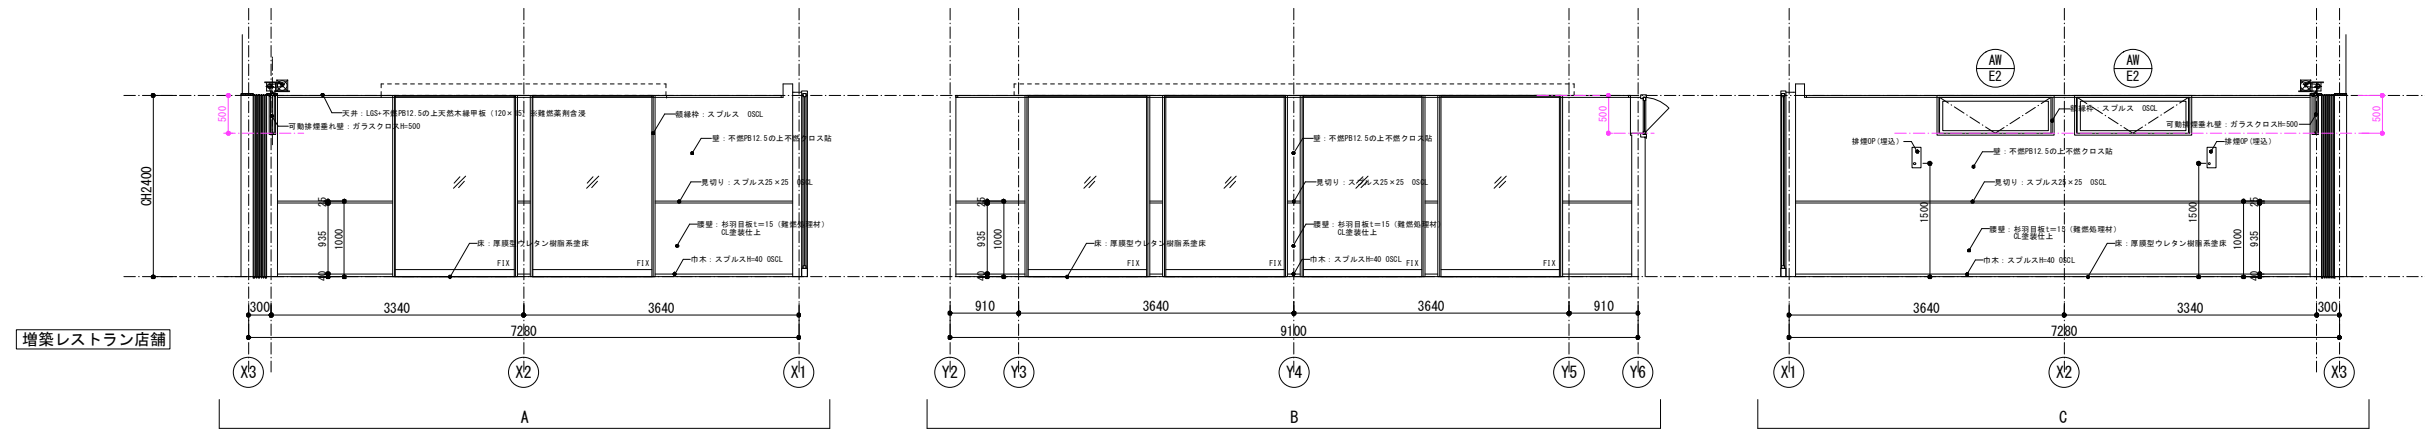 増築レストラン店舗
CH2400
500
天井：LGS+不燃PB12.5の上天然木縁甲板（120×15）※難燃薬剤含浸
可動排煙垂れ壁：ガラスクロスH=500
額縁枠：スプルス OSCL
壁：不燃PB12.5の上不燃クロス貼
見切り：スプルス25×25 OSCL
腰壁：杉羽目板t=15（難燃処理材）
CL塗装仕上
床：厚膜型ウレタン樹脂系塗床
巾木：スプルスH=40 OSCL
FIX
FIX
25
935
1000
40
300
3340
3640
7280
X3
X2
X1
A
500
壁：不燃PB12.5の上不燃クロス貼
見切り：スプルス25×25 OSCL
腰壁：杉羽目板t=15（難燃処理材）
CL塗装仕上
床：厚膜型ウレタン樹脂系塗床
巾木：スプルスH=40 OSCL
FIX
FIX
FIX
FIX
25
935
1000
40
910
3640
3640
910
9100
Y2
Y3
Y4
Y5
Y6
B
AW
E2
AW
E2
額縁枠：スプルス OSCL
可動排煙垂れ壁：ガラスクロスH=500
500
排煙OP(埋込)
排煙OP(埋込)
壁：不燃PB12.5の上不燃クロス貼
見切り：スプルス25×25 OSCL
腰壁：杉羽目板t=15（難燃処理材）
CL塗装仕上
床：厚膜型ウレタン樹脂系塗床
巾木：スプルスH=40 OSCL
1500
1500
1000
25
935
40
3640
3340
300
7280
X1
X2
X3
C